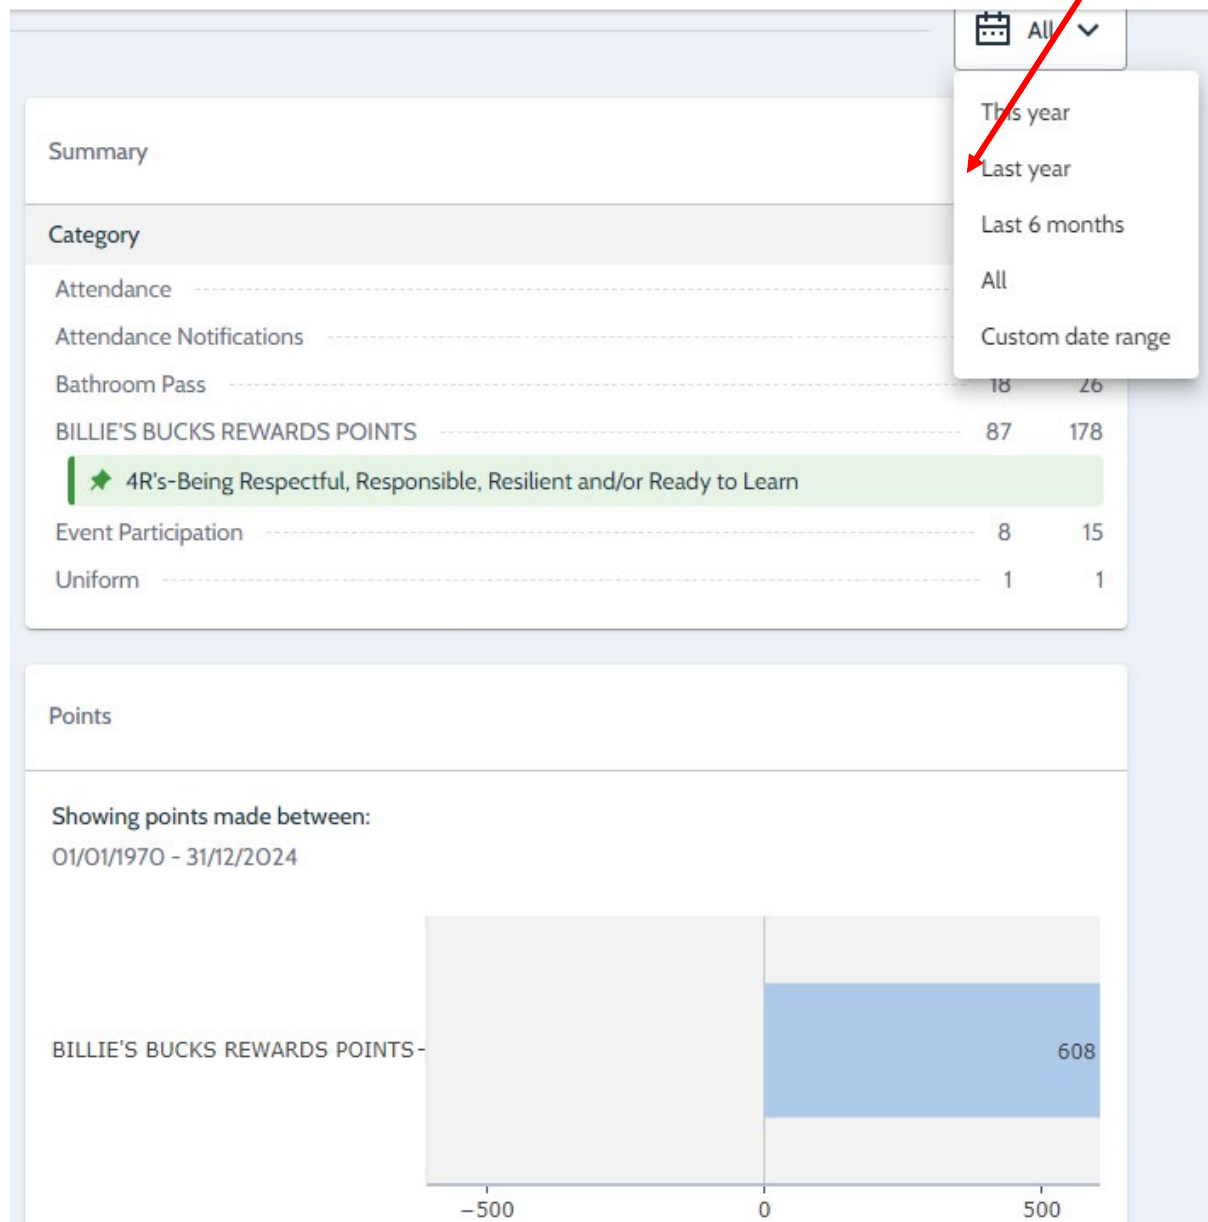 All
This year
Summary
Last year
Last 6 months
Category
All
Attendance
Attendance Notifications
Custom date range
Bathroom Pass 18 26
BILLIE'S BUCKS REWARDS POINTS 87 178
4R's-Being Respectful, Responsible, Resilient and/or Ready to Learn
Event Participation 8 15
Uniform 1 1
Points
Showing points made between:
01/01/1970 - 31/12/2024
BILLIE'S BUCKS REWARDS POINTS
608
−500 0 500